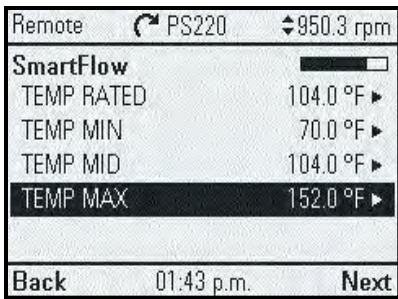 Remote PS220 950.3 rpm
SmartFlow
TEMP RATED 104.0 °F
TEMP MIN 70.0 °F
TEMP MID 104.0 °F
TEMP MAX 152.0 °F
Back 01:43 p.m. Next